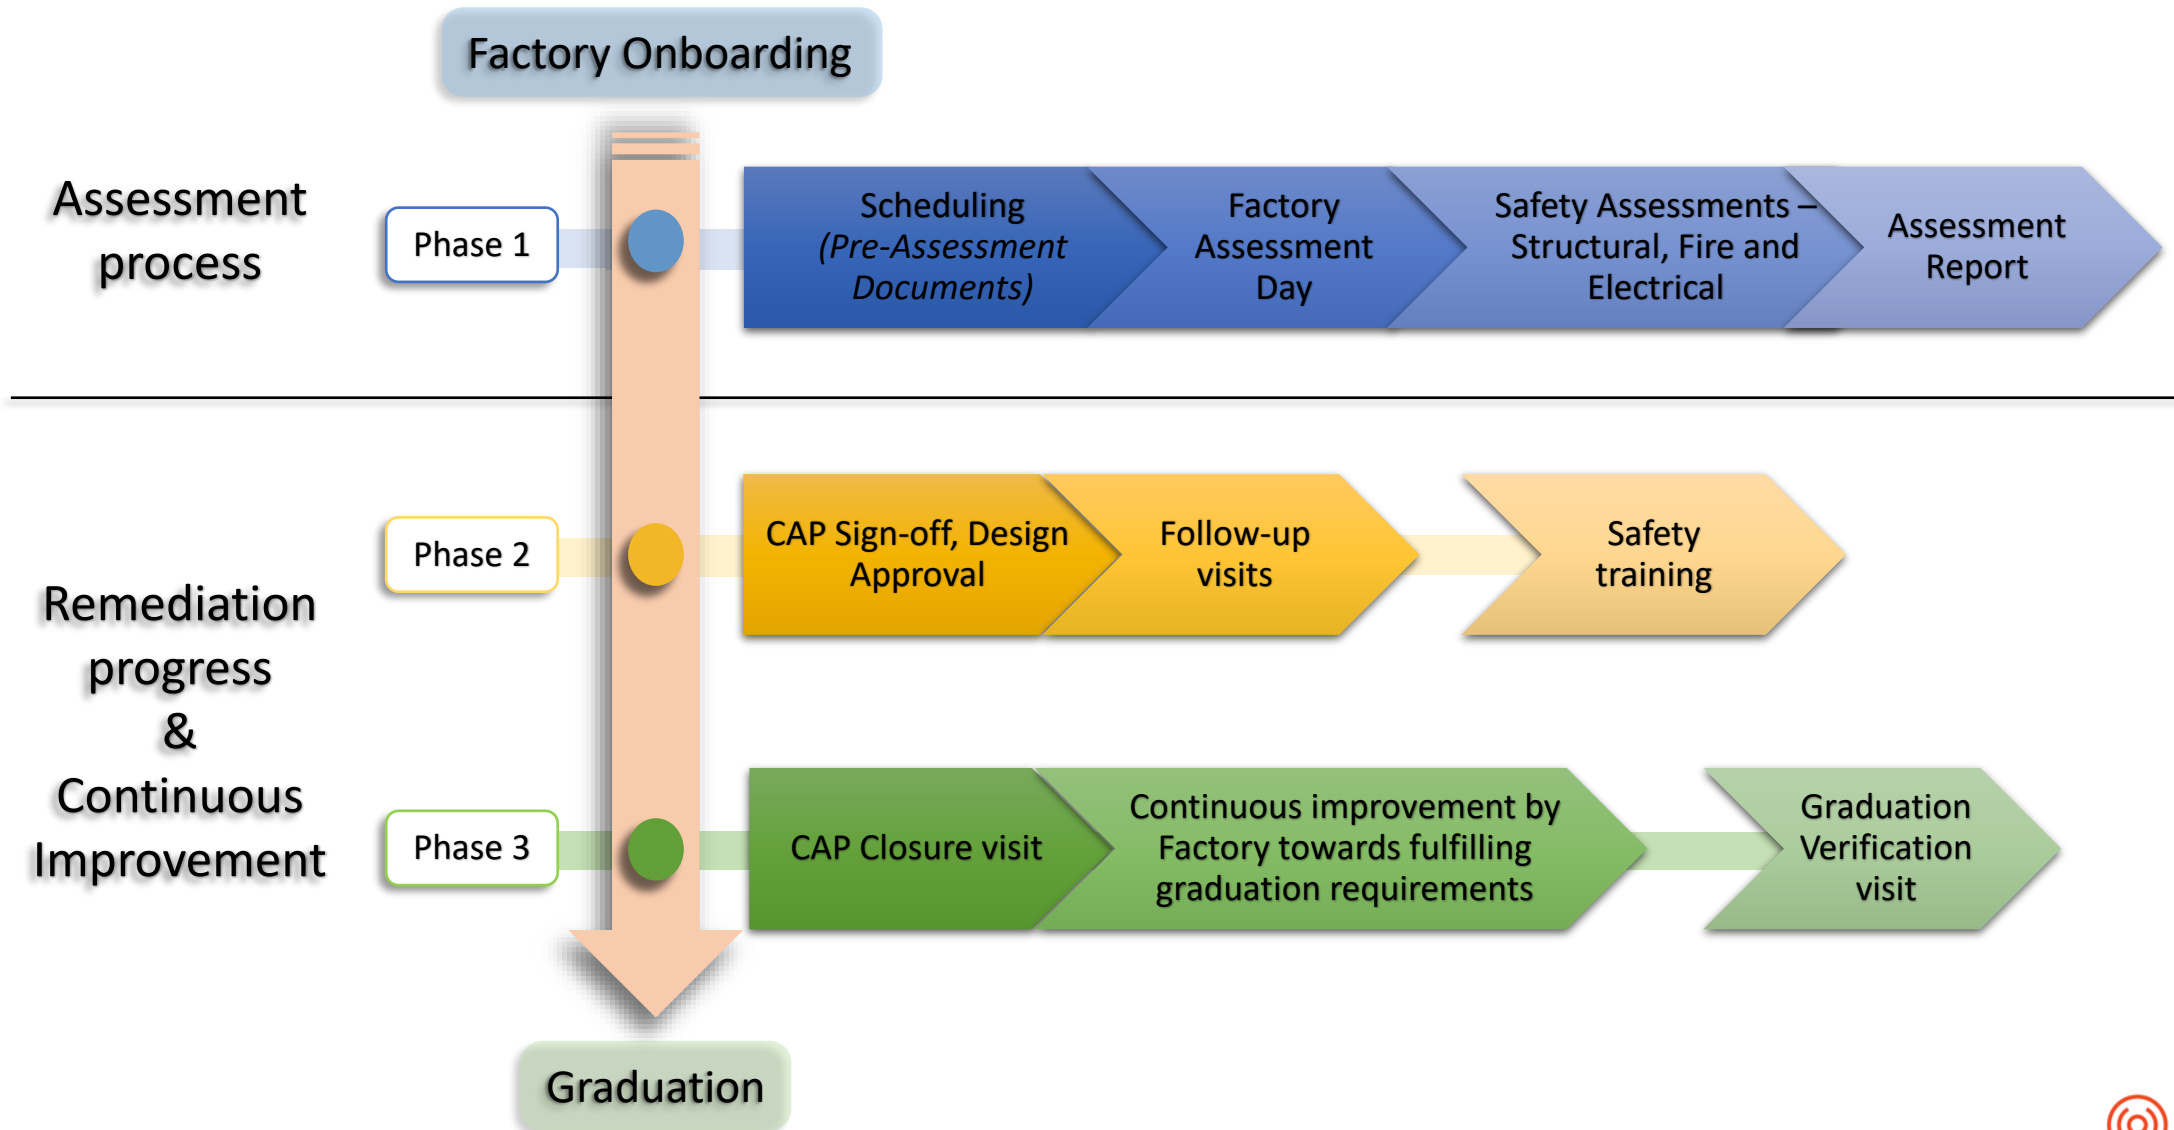 Factory Onboarding
Assessment
process
Phase 1
Scheduling
(Pre-Assessment
Documents)
Factory
Assessment
Day
Safety Assessments –
Structural, Fire and
Electrical
Assessment
Report
Remediation
progress
&
Continuous
Improvement
Phase 2
CAP Sign-off, Design
Approval
Follow-up
visits
Safety
training
Phase 3
CAP Closure visit
Continuous improvement by
Factory towards fulfilling
graduation requirements
Graduation
Verification
visit
Graduation